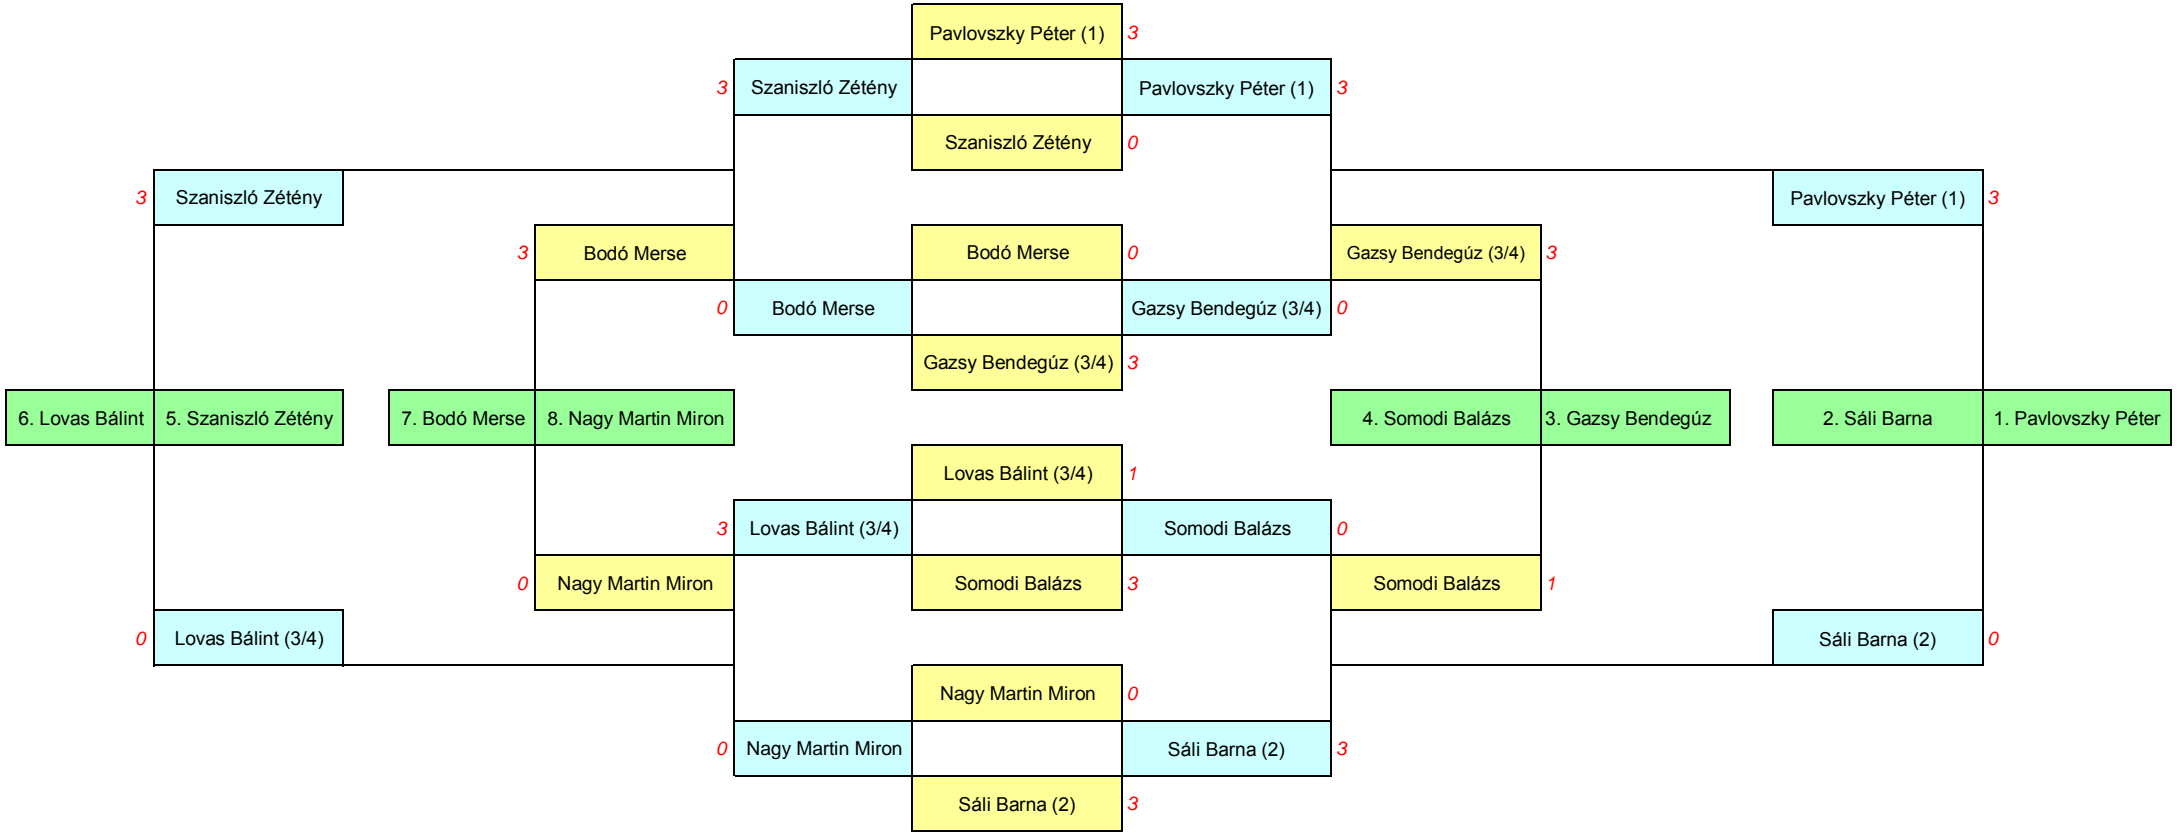 Pavlovszky Péter (1) 3
3 Szaniszló Zétény Pavlovszky Péter (1) 3
Szaniszló Zétény 0
3 Szaniszló Zétény Pavlovszky Péter (1) 3
3 Bodó Merse Bodó Merse 0 Gazsy Bendegúz (3/4) 3
0 Bodó Merse Gazsy Bendegúz (3/4) 0
Gazsy Bendegúz (3/4) 3
6. Lovas Bálint 5. Szaniszló Zétény 7. Bodó Merse 8. Nagy Martin Miron 4. Somodi Balázs 3. Gazsy Bendegúz 2. Sáli Barna 1. Pavlovszky Péter
Lovas Bálint (3/4) 1
3 Lovas Bálint (3/4) Somodi Balázs 0
0 Nagy Martin Miron Somodi Balázs 3 Somodi Balázs 1
0 Lovas Bálint (3/4) Sáli Barna (2) 0
Nagy Martin Miron 0
0 Nagy Martin Miron Sáli Barna (2) 3
Sáli Barna (2) 3